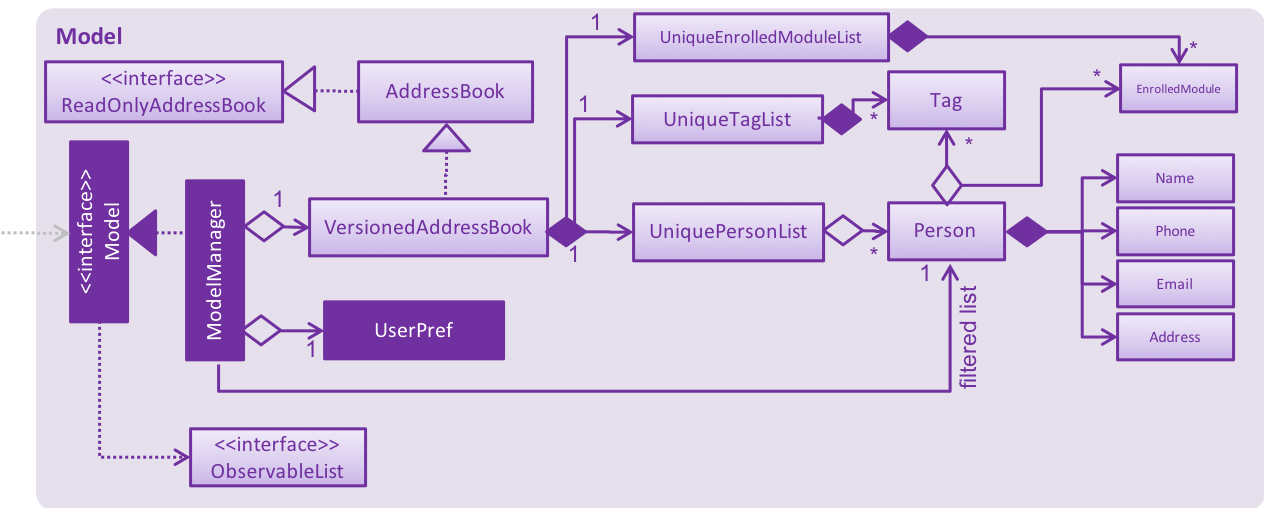 Model
<<interface>>
ReadOnlyAddressBook
AddressBook
1
UniqueEnrolledModuleList
*
EnrolledModule
*
1
UniqueTagList
*
Tag
*
<<interface>>
Model
ModelManager
1
VersionedAddressBook
1
UniquePersonList
*
Person
1
filtered list
Name
Phone
Email
Address
1
UserPref
<<interface>>
ObservableList